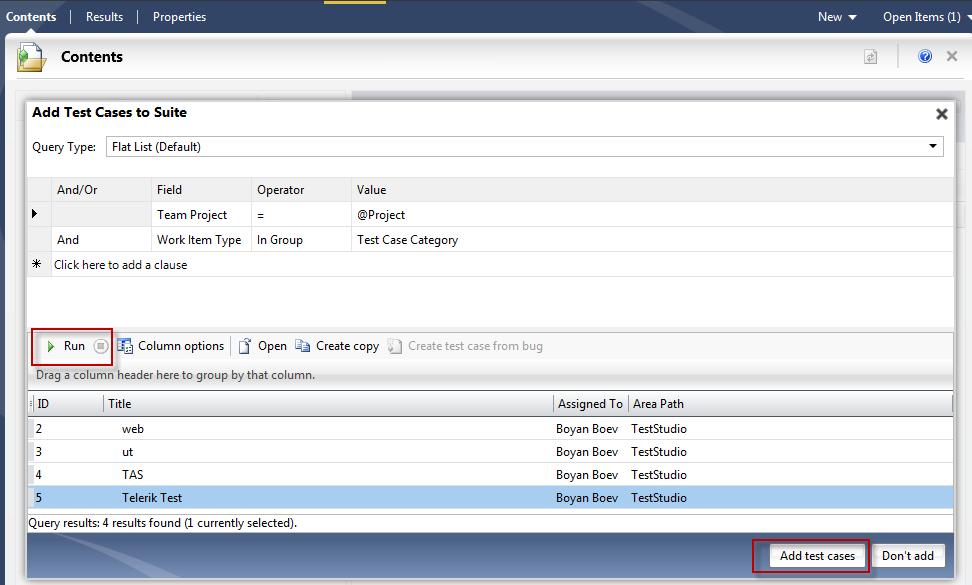 Contents Results Properties New Open Items (1)
Contents
Add Test Cases to Suite
Query Type: Flat List (Default)
And/Or Field Operator Value
Team Project = @Project
And Work Item Type In Group Test Case Category
* Click here to add a clause
Run Column options Open Create copy Create test case from bug
Drag a column header here to group by that column.
ID Title Assigned To Area Path
2 web Boyan Boev TestStudio
3 ut Boyan Boev TestStudio
4 TAS Boyan Boev TestStudio
5 Telerik Test Boyan Boev TestStudio
Query results: 4 results found (1 currently selected).
Add test cases Don't add